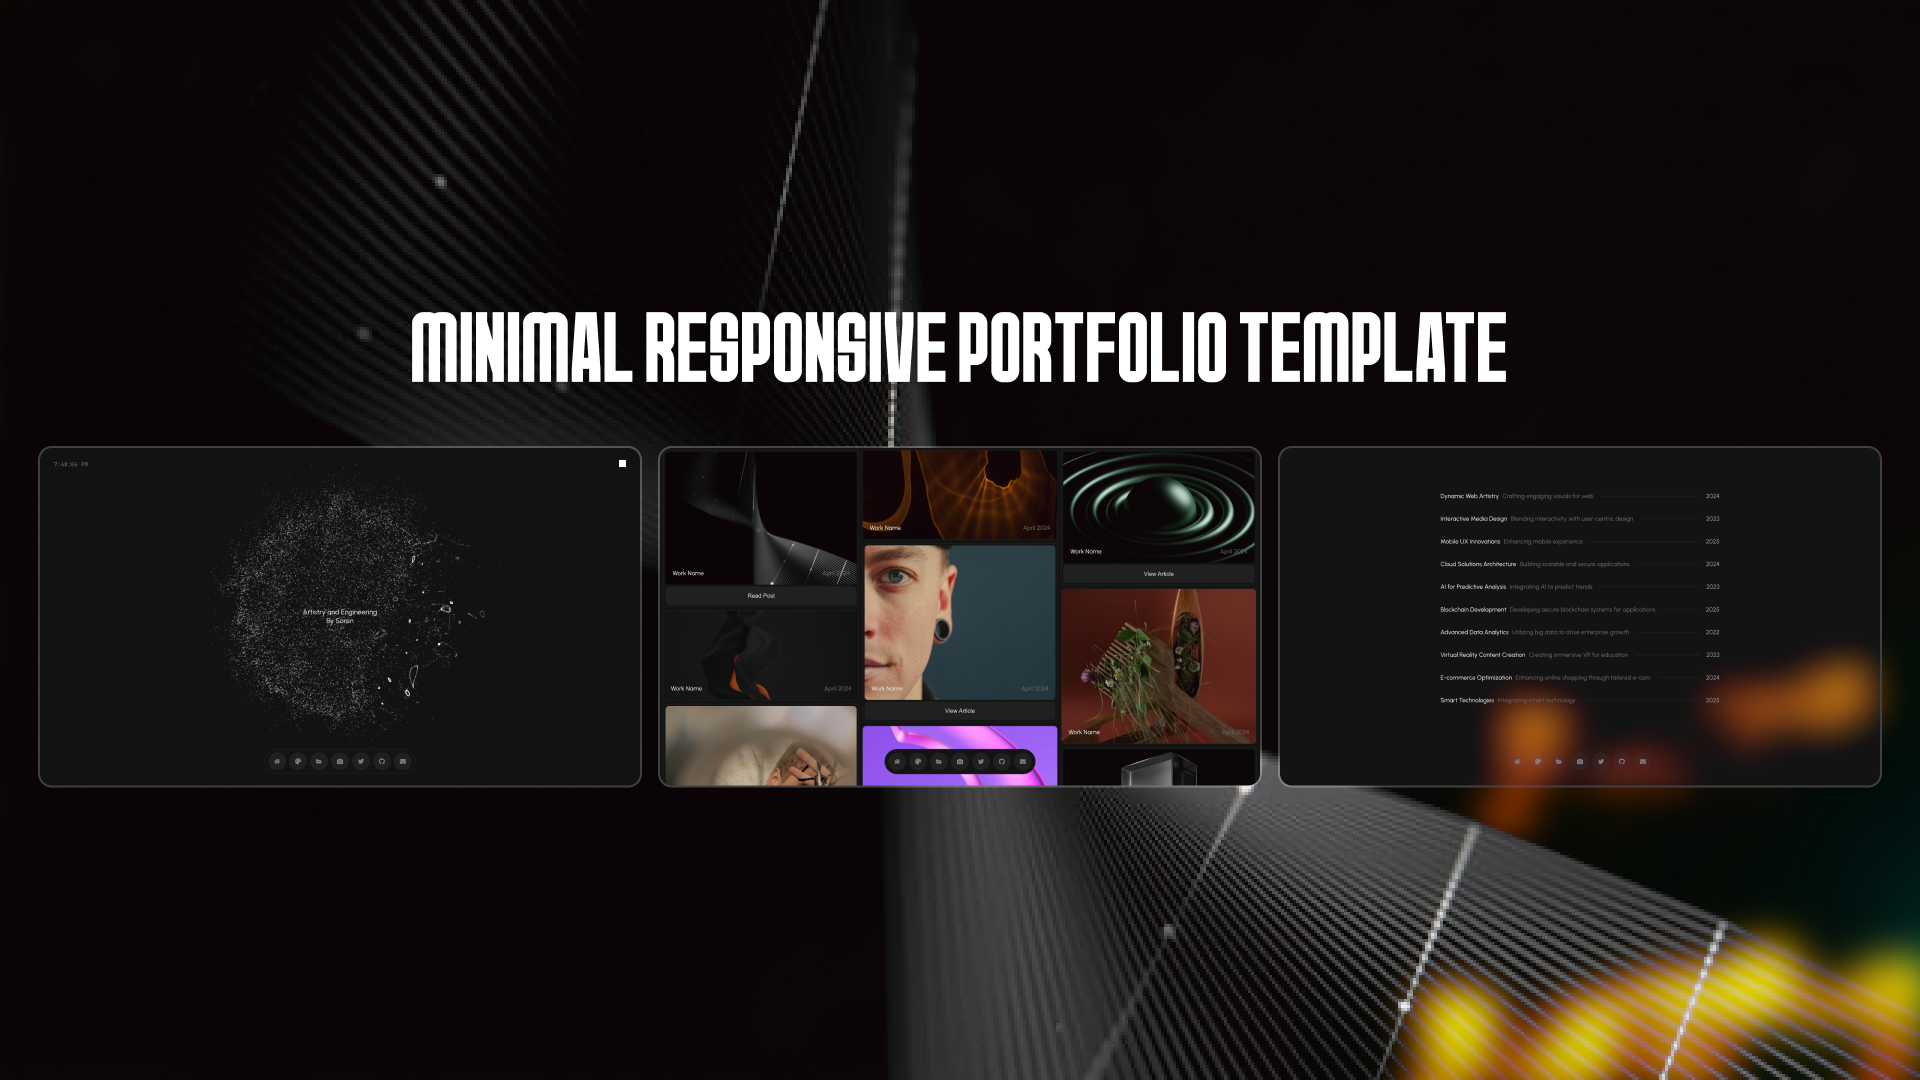 MINIMAL RESPONSIVE PORTFOLIO TEMPLATE
7:48:06 PM
Artistry and Engineering
By Soren
Work Name April 2024
Read Post
Work Name April 2024
Work Name April 2024
Work Name April 2024
View Article
Work Name April 2024
View Article
Work Name April 2024
Dynamic Web Artistry Crafting engaging visuals for web 2024
Interactive Media Design Blending interactivity with user-centric design 2023
Mobile UX Innovations Enhancing mobile experience 2025
Cloud Solutions Architecture Building scalable and secure applications 2024
AI for Predictive Analysis Integrating AI to predict trends 2023
Blockchain Development Developing secure blockchain systems for applications 2025
Advanced Data Analytics Utilizing big data to drive enterprise growth 2022
Virtual Reality Content Creation Creating immersive VR for education 2023
E-commerce Optimization Enhancing online shopping through tailored e-com 2024
Smart Technologies Integrating smart technology 2025